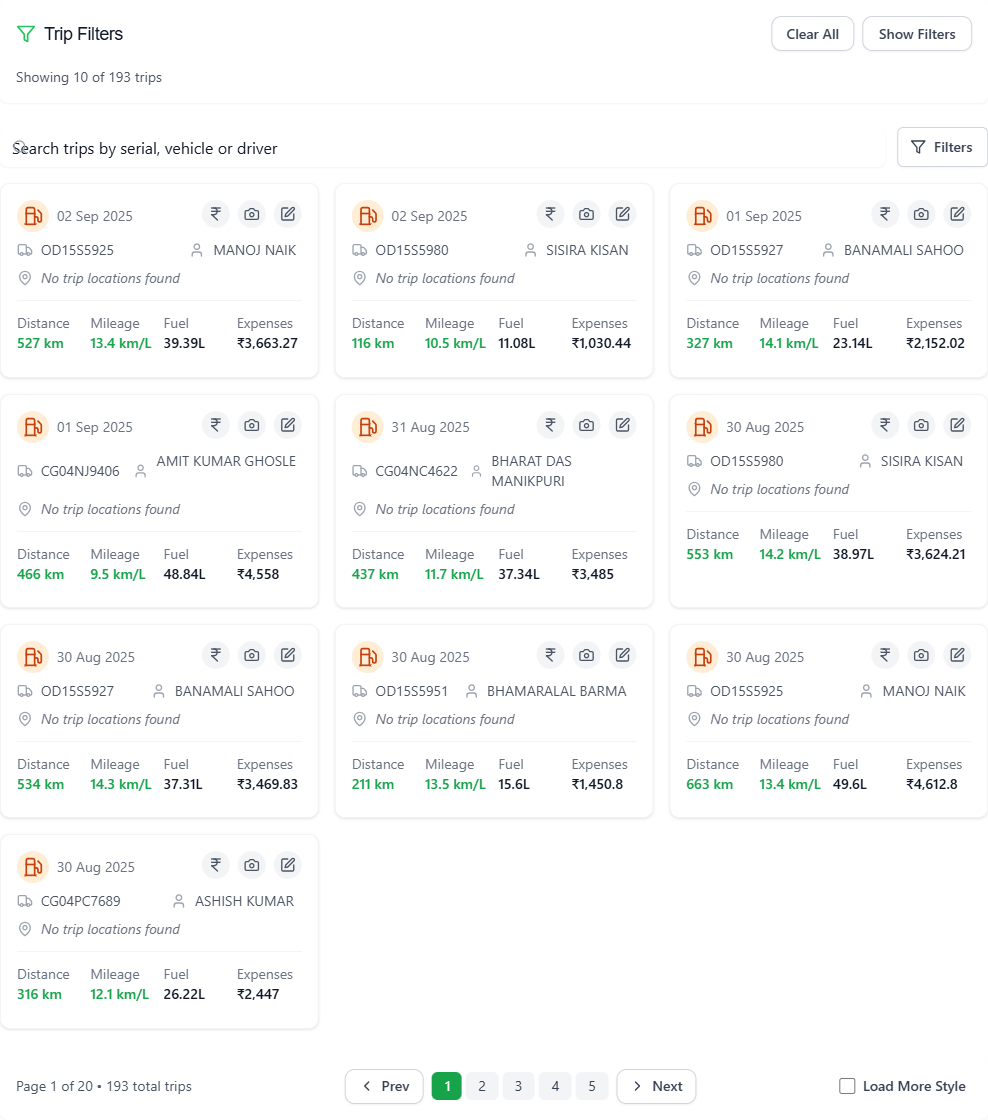 Trip Filters
Clear All
Show Filters
Showing 10 of 193 trips
Search trips by serial, vehicle or driver
Filters
02 Sep 2025
OD15S5925 MANOJ NAIK
No trip locations found
Distance Mileage Fuel Expenses
527 km 13.4 km/L 39.39L ₹3,663.27
02 Sep 2025
OD15S5980 SISIRA KISAN
No trip locations found
Distance Mileage Fuel Expenses
116 km 10.5 km/L 11.08L ₹1,030.44
01 Sep 2025
OD15S5927 BANAMALI SAHOO
No trip locations found
Distance Mileage Fuel Expenses
327 km 14.1 km/L 23.14L ₹2,152.02
01 Sep 2025
CG04NJ9406 AMIT KUMAR GHOSLE
No trip locations found
Distance Mileage Fuel Expenses
466 km 9.5 km/L 48.84L ₹4,558
31 Aug 2025
CG04NC4622 BHARAT DAS
MANIKPURI
No trip locations found
Distance Mileage Fuel Expenses
437 km 11.7 km/L 37.34L ₹3,485
30 Aug 2025
OD15S5980 SISIRA KISAN
No trip locations found
Distance Mileage Fuel Expenses
553 km 14.2 km/L 38.97L ₹3,624.21
30 Aug 2025
OD15S5927 BANAMALI SAHOO
No trip locations found
Distance Mileage Fuel Expenses
534 km 14.3 km/L 37.31L ₹3,469.83
30 Aug 2025
OD15S5951 BHAMARALAL BARMA
No trip locations found
Distance Mileage Fuel Expenses
211 km 13.5 km/L 15.6L ₹1,450.8
30 Aug 2025
OD15S5925 MANOJ NAIK
No trip locations found
Distance Mileage Fuel Expenses
663 km 13.4 km/L 49.6L ₹4,612.8
30 Aug 2025
CG04PC7689 ASHISH KUMAR
No trip locations found
Distance Mileage Fuel Expenses
316 km 12.1 km/L 26.22L ₹2,447
Page 1 of 20 • 193 total trips
Prev 1 2 3 4 5 Next
Load More Style